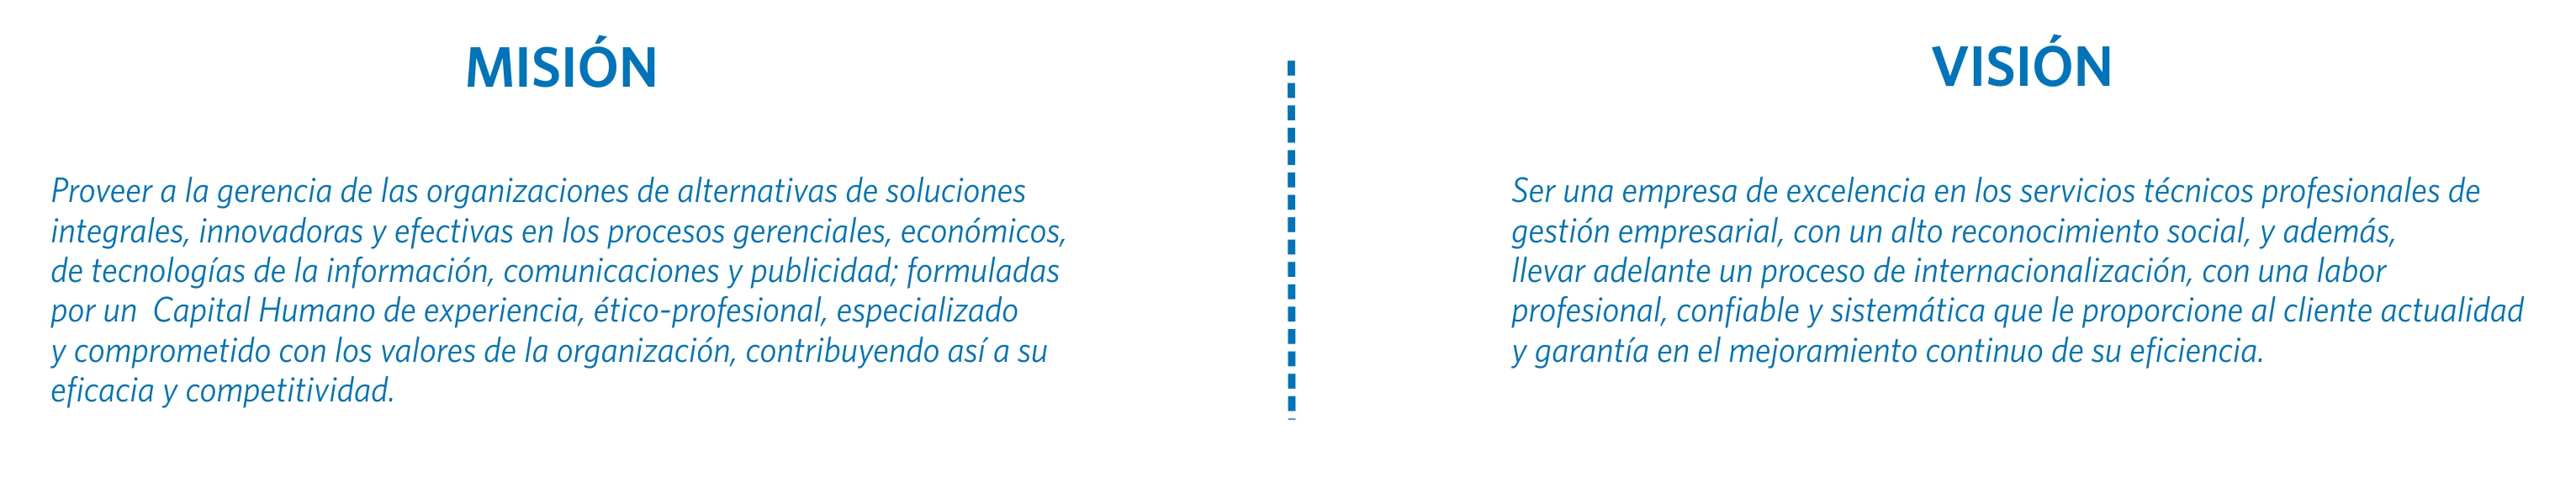 MISIÓN
Proveer a la gerencia de las organizaciones de alternativas de soluciones
integrales, innovadoras y efectivas en los procesos gerenciales, económicos,
de tecnologías de la información, comunicaciones y publicidad; formuladas
por un  Capital Humano de experiencia, ético-profesional, especializado
y comprometido con los valores de la organización, contribuyendo así a su
eficacia y competitividad.
VISIÓN
Ser una empresa de excelencia en los servicios técnicos profesionales de
gestión empresarial, con un alto reconocimiento social, y además,
llevar adelante un proceso de internacionalización, con una labor
profesional, confiable y sistemática que le proporcione al cliente actualidad
y garantía en el mejoramiento continuo de su eficiencia.